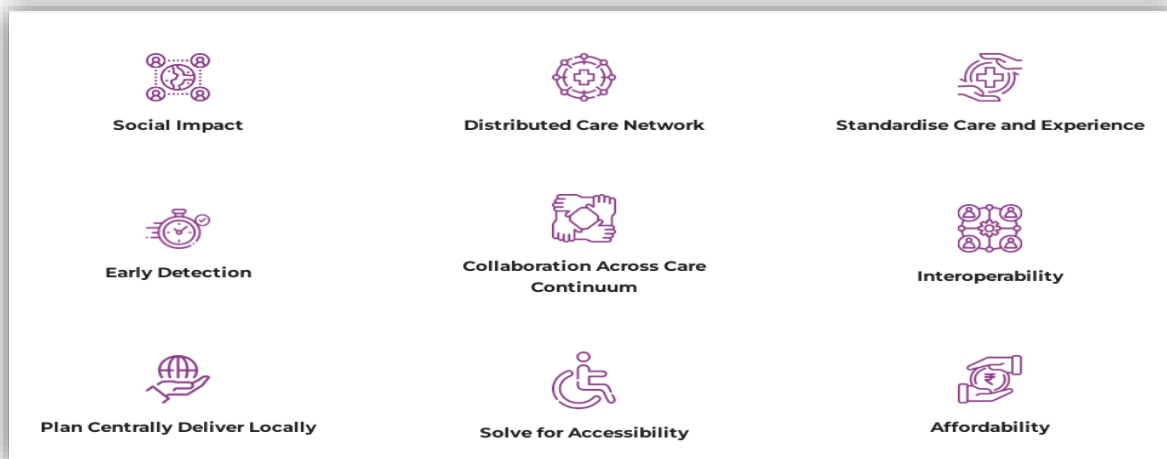 Social Impact
Distributed Care Network
Standardise Care and Experience
Early Detection
Collaboration Across Care
Continuum
Interoperability
₹
Plan Centrally Deliver Locally
Solve for Accessibility
Affordability